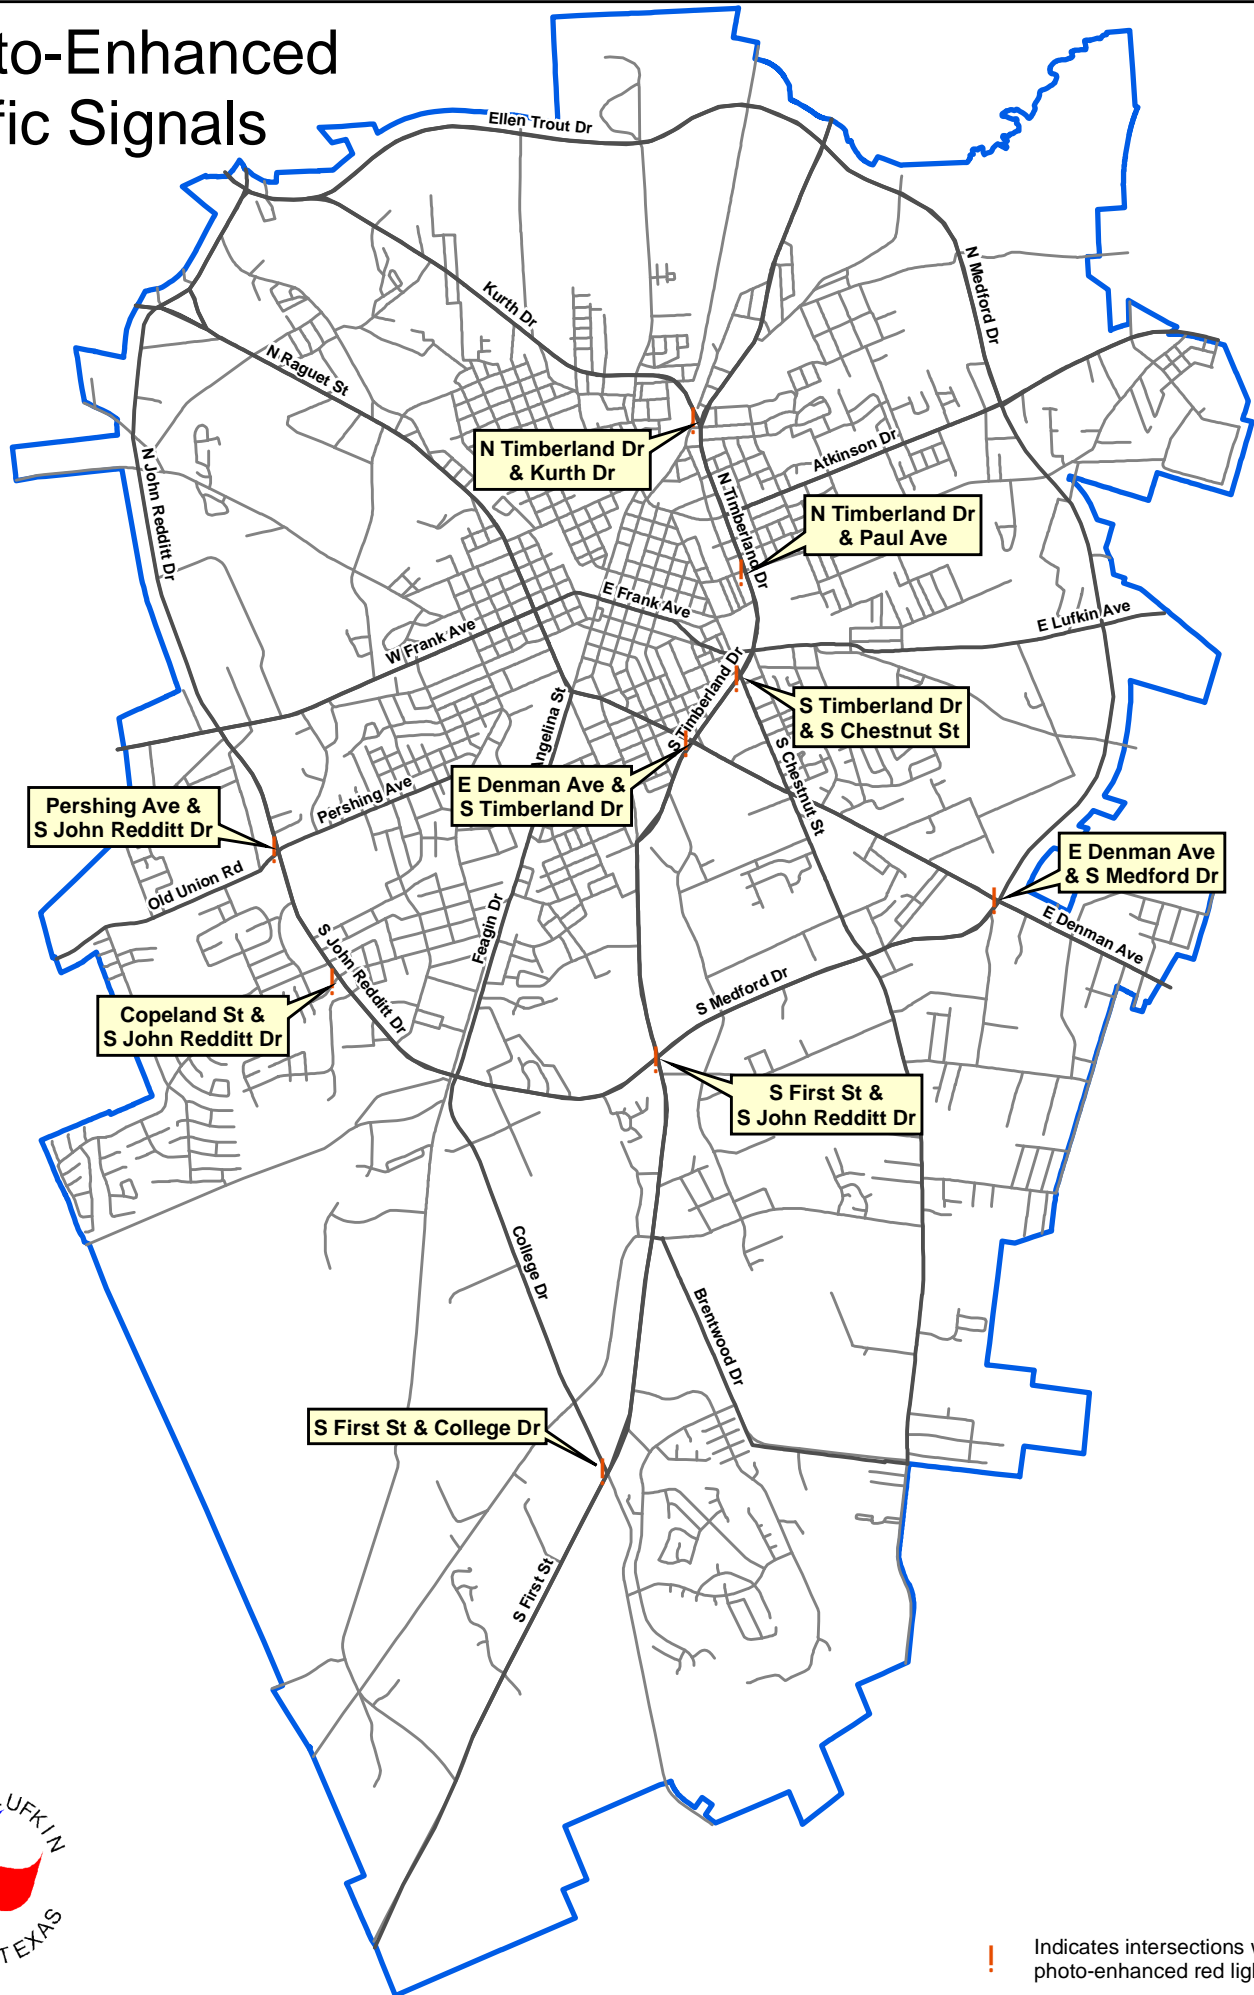 to-Enhanced
fic Signals
Ellen Trout Dr
N Medford Dr
Kurth Dr
N Raguet St
N John Redditt Dr
N Timberland Dr
& Kurth Dr
Atkinson Dr
N Timberland Dr
N Timberland Dr
& Paul Ave
E Frank Ave
W Frank Ave
E Lufkin Ave
S Timberland Dr
S Timberland Dr
& S Chestnut St
S Chestnut St
Angelina St
E Denman Ave &
S Timberland Dr
Pershing Ave
Pershing Ave &
S John Redditt Dr
Old Union Rd
E Denman Ave
& S Medford Dr
E Denman Ave
Feagin Dr
S John Redditt Dr
S Medford Dr
Copeland St &
S John Redditt Dr
S First St &
S John Redditt Dr
College Dr
Brentwood Dr
S First St & College Dr
S First St
UFKIN
TEXAS
Indicates intersections
photo-enhanced red